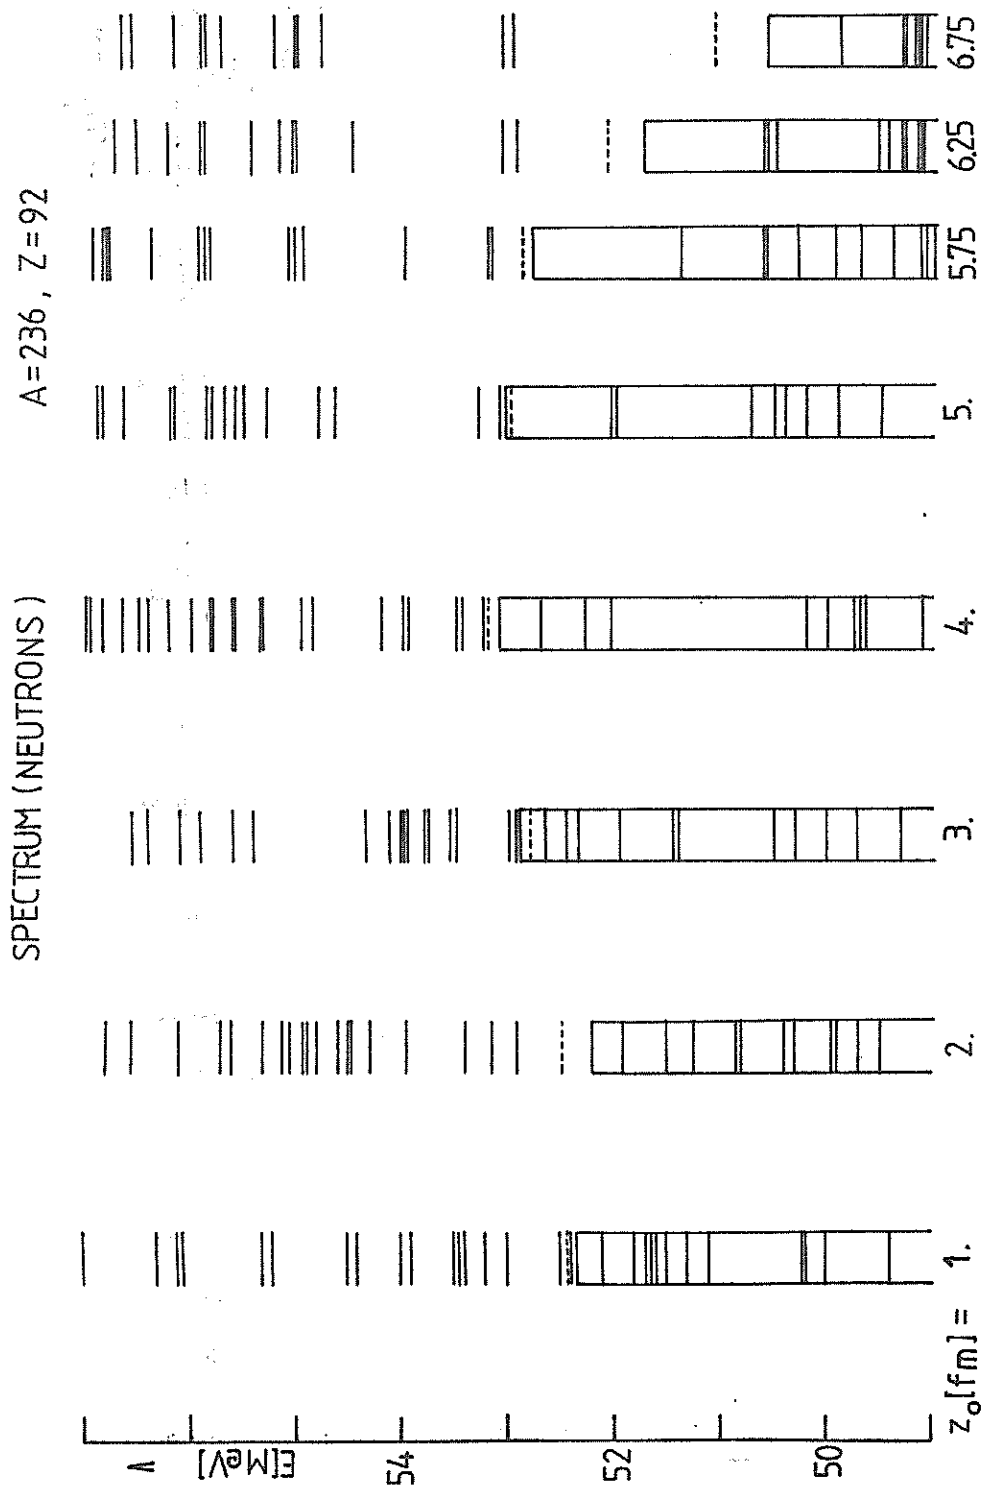 SPECTRUM (NEUTRONS)
A=236, Z=92
E[MeV]
54
52
50
z₀[fm] = 1. 2. 3. 4. 5. 5.75 6.25 6.75